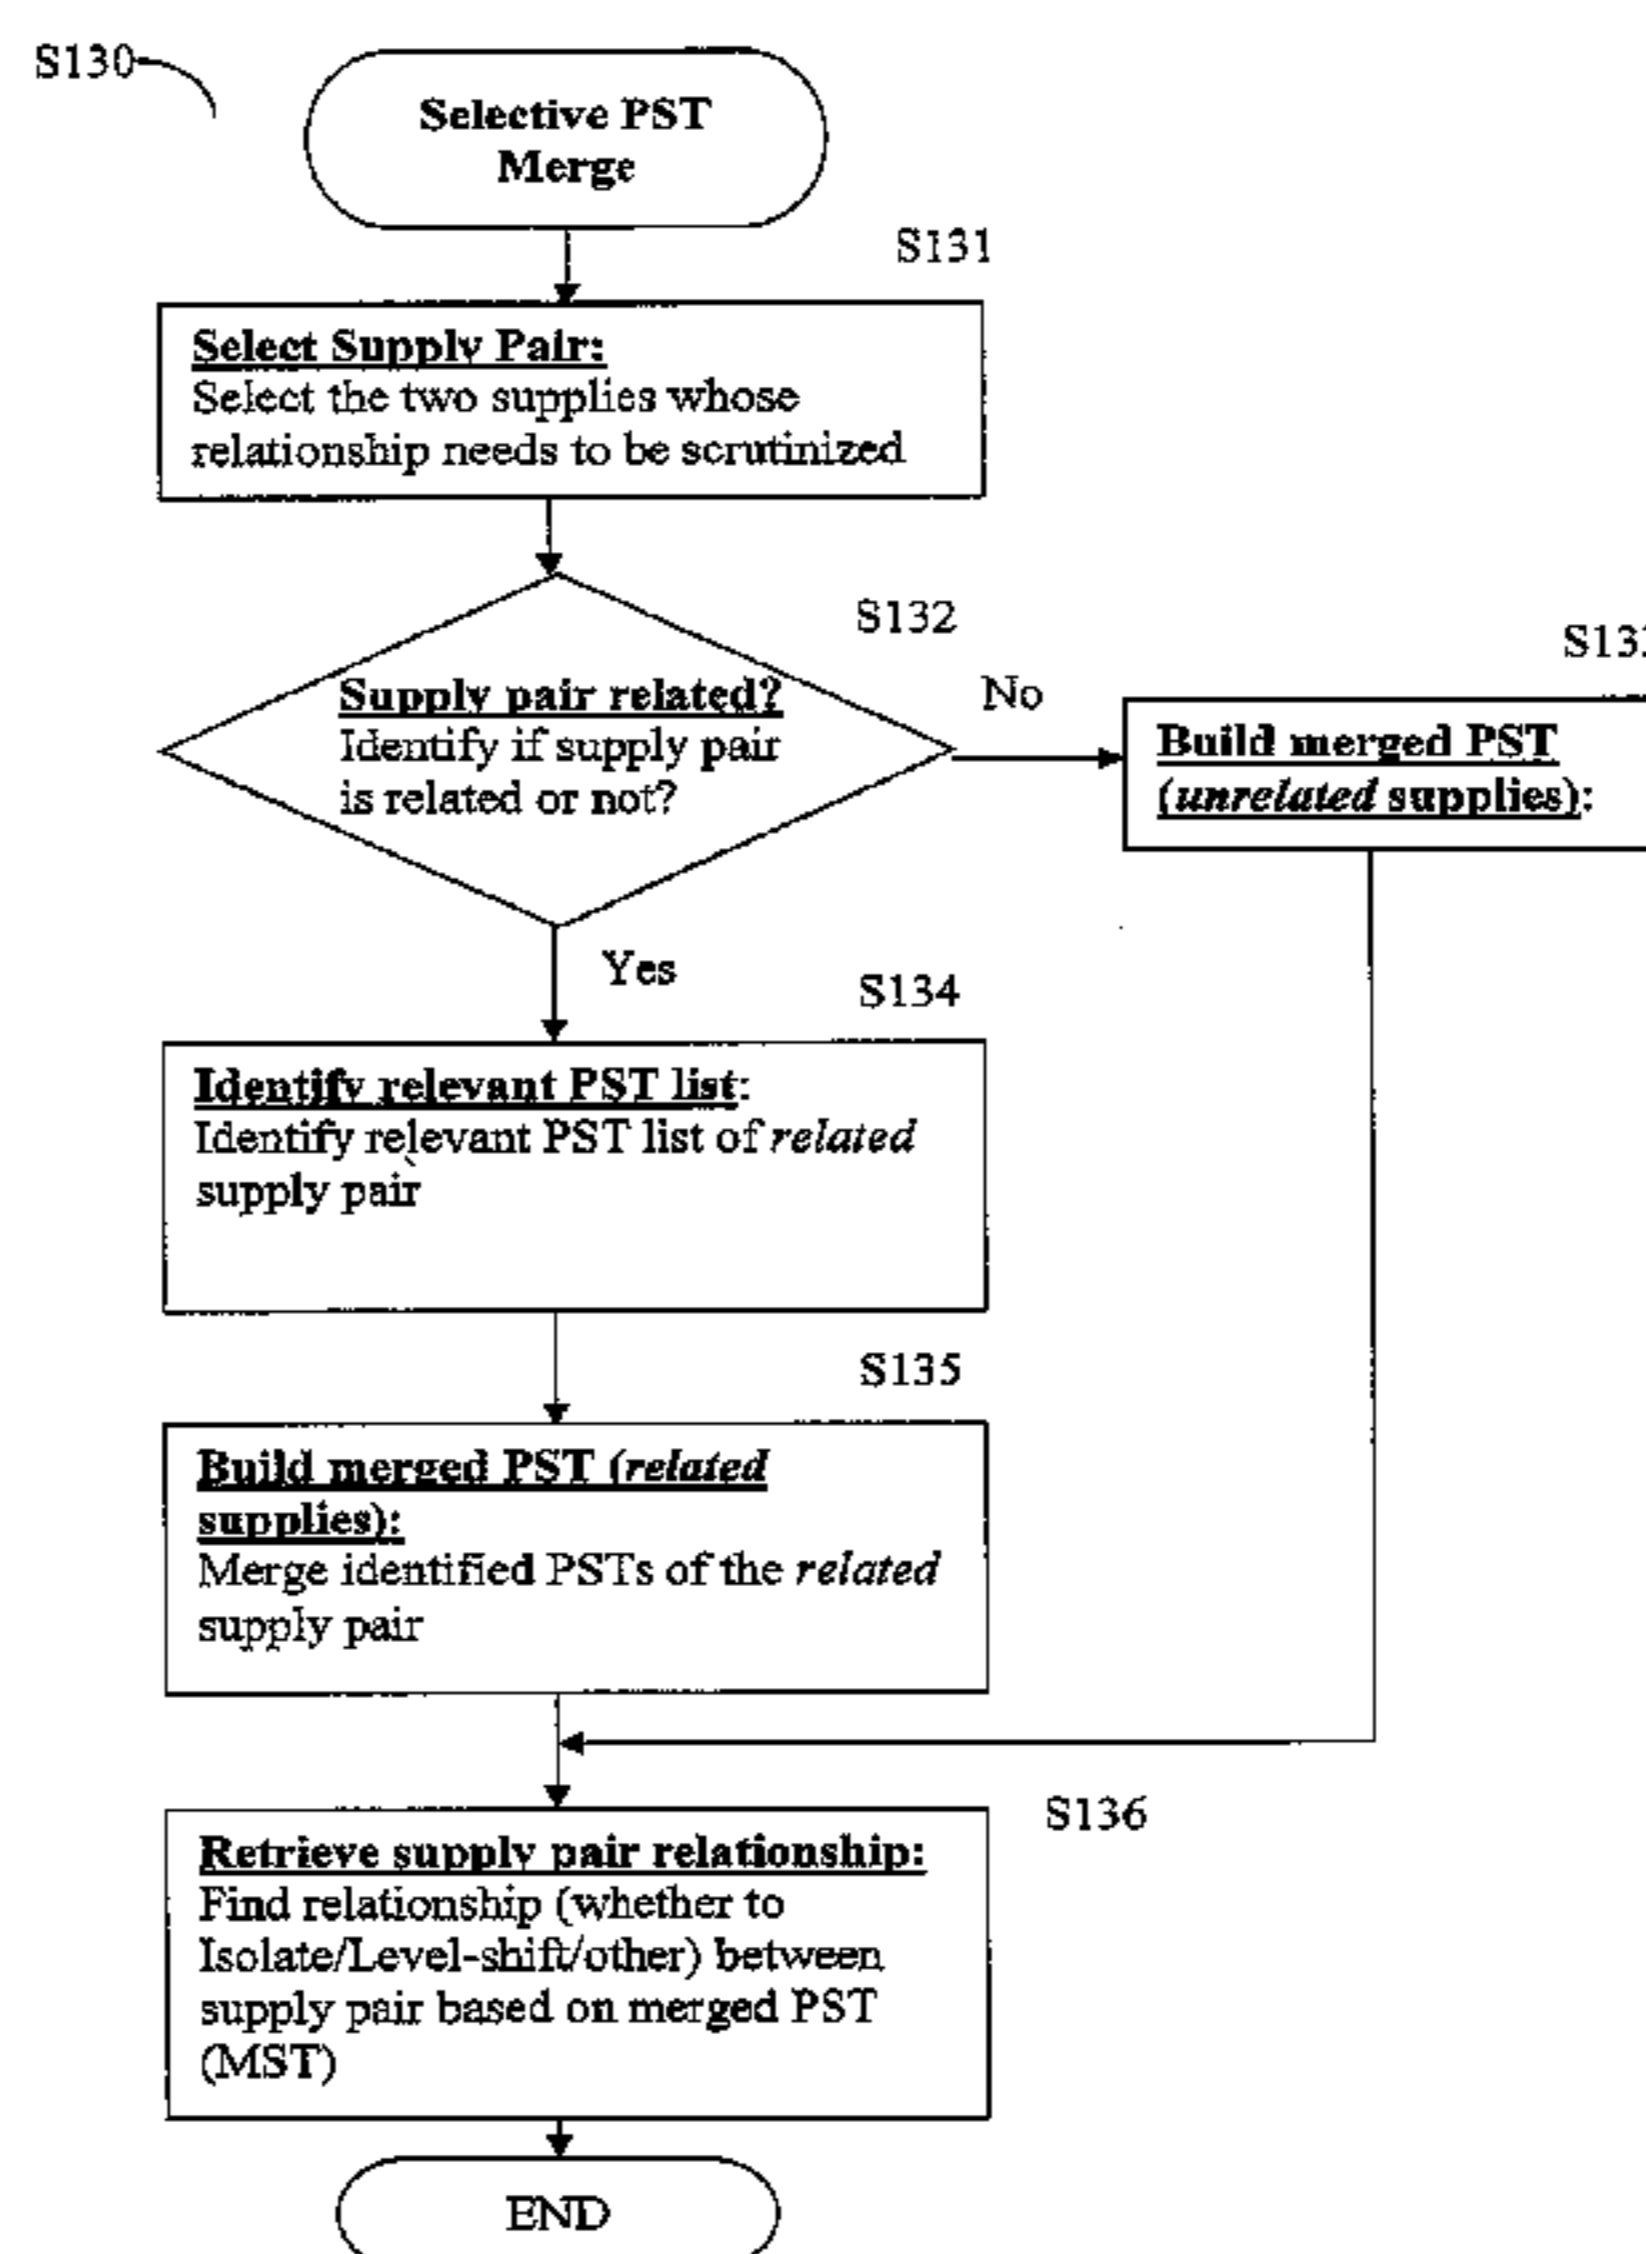 S130
Selective PST
Merge
S131
Select Supply Pair:
Select the two supplies whose
relationship needs to be scrutinized
S132
Supply pair related?
Identify if supply pair
is related or not?
No
Build merged PST
(unrelated supplies):
Yes
S134
Identify relevant PST list:
Identify relevant PST list of related
supply pair
S135
Build merged PST (related
supplies):
Merge identified PSTs of the related
supply pair
S136
Retrieve supply pair relationship:
Find relationship (whether to
Isolate/Level-shift/other) between
supply pair based on merged PST
(MST)
END